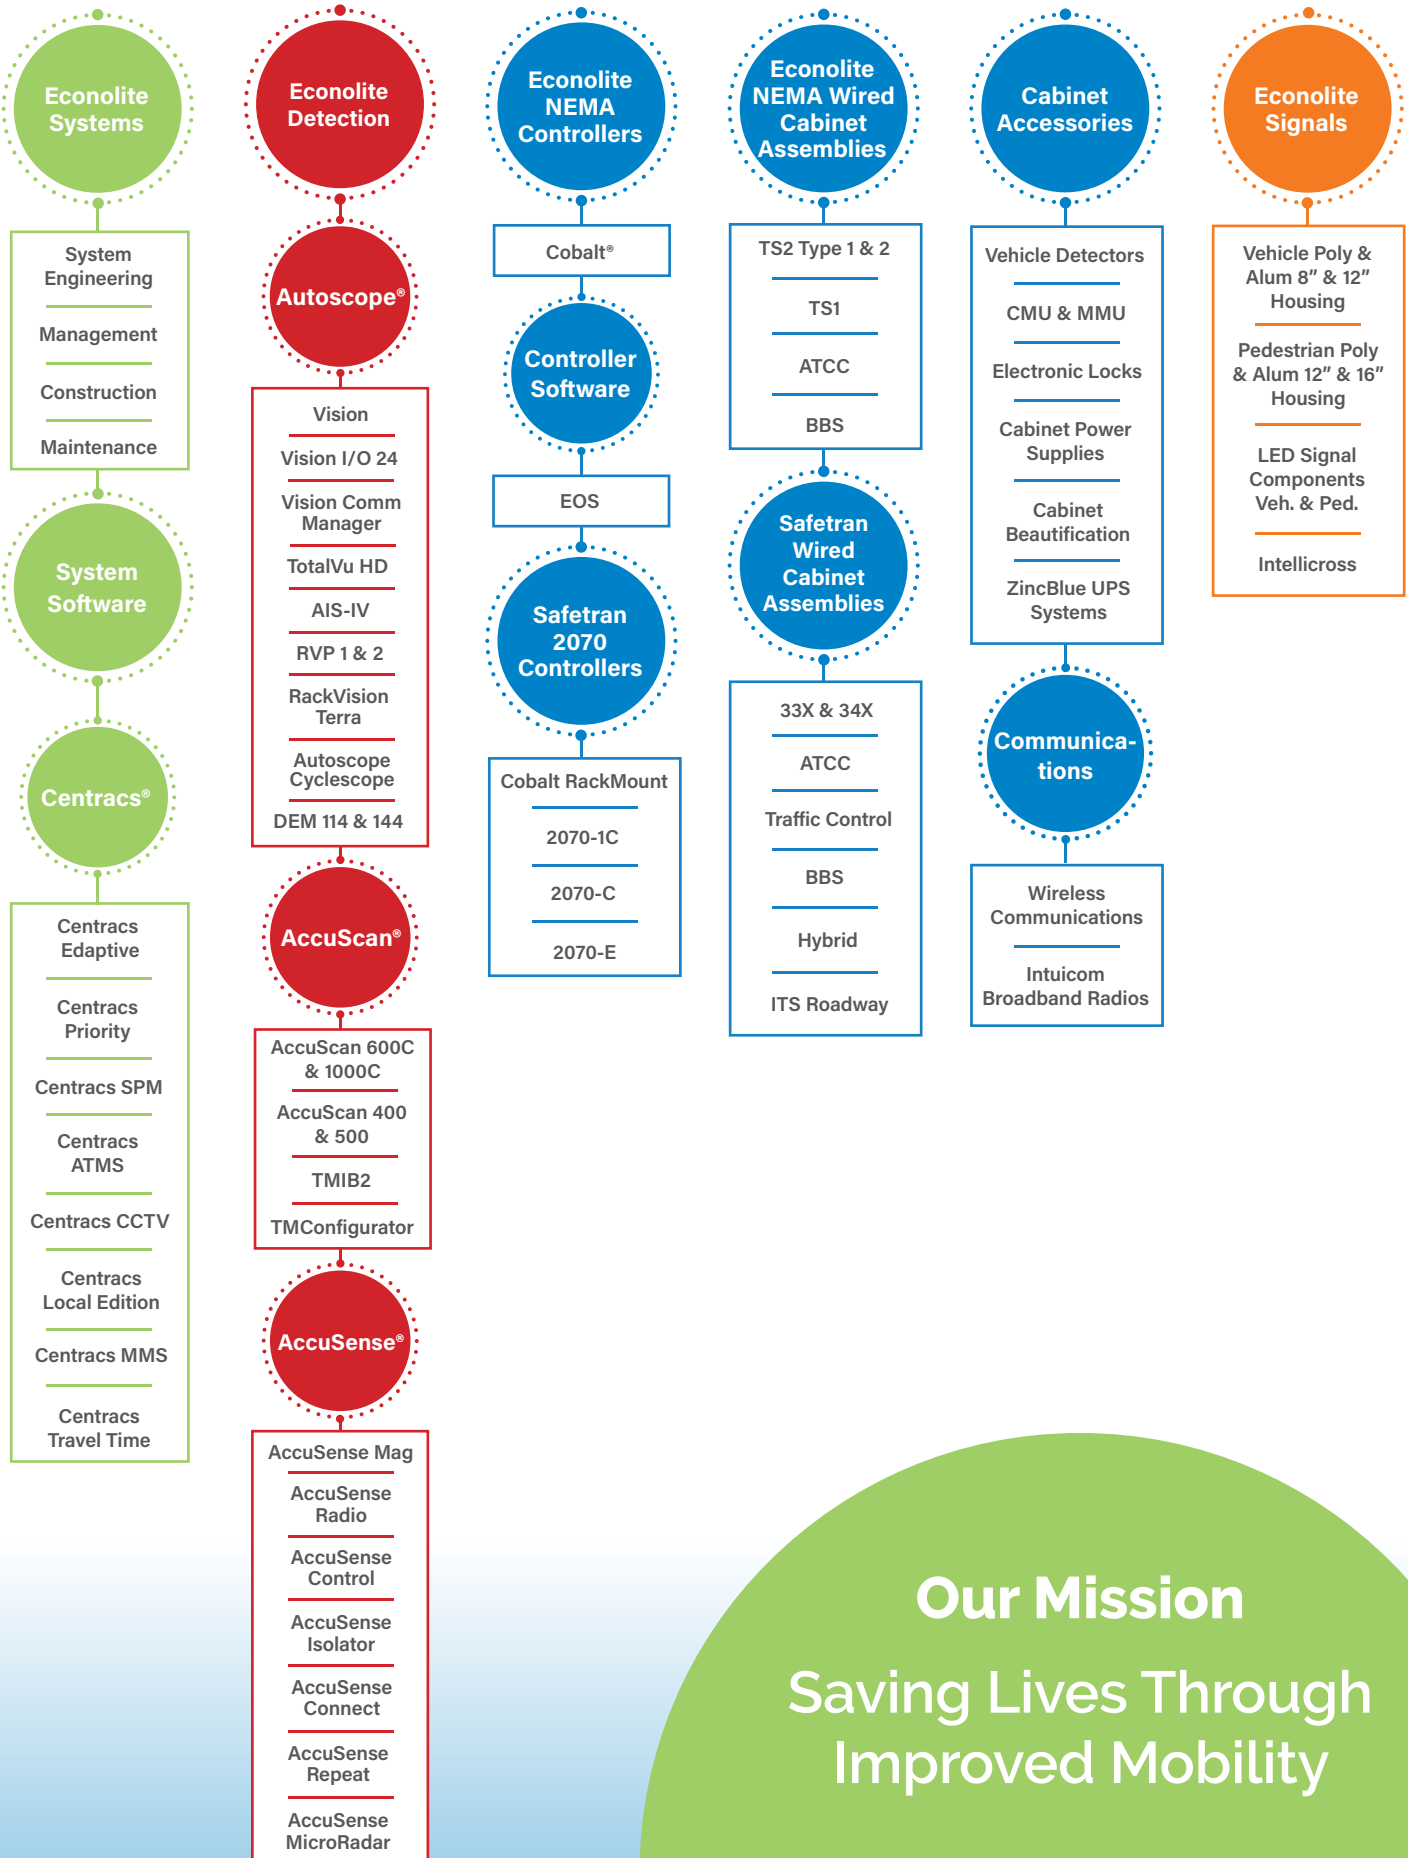 Econolite
Systems
System
Engineering
Management
Construction
Maintenance
System
Software
Centracs®
Centracs
Edaptive
Centracs
Priority
Centracs SPM
Centracs
ATMS
Centracs CCTV
Centracs
Local Edition
Centracs MMS
Centracs
Travel Time
Econolite
Detection
Autoscope®
Vision
Vision I/O 24
Vision Comm
Manager
TotalVu HD
AIS-IV
RVP 1 & 2
RackVision
Terra
Autoscope
Cyclescope
DEM 114 & 144
AccuScan®
AccuScan 600C
& 1000C
AccuScan 400
& 500
TMIB2
TMConfigurator
AccuSense®
AccuSense Mag
AccuSense
Radio
AccuSense
Control
AccuSense
Isolator
AccuSense
Connect
AccuSense
Repeat
AccuSense
MicroRadar
Econolite
NEMA
Controllers
Cobalt®
Controller
Software
EOS
Safetran
2070
Controllers
Cobalt RackMount
2070-1C
2070-C
2070-E
Econolite
NEMA Wired
Cabinet
Assemblies
TS2 Type 1 & 2
TS1
ATCC
BBS
Safetran
Wired
Cabinet
Assemblies
33X & 34X
ATCC
Traffic Control
BBS
Hybrid
ITS Roadway
Cabinet
Accessories
Vehicle Detectors
CMU & MMU
Electronic Locks
Cabinet Power
Supplies
Cabinet
Beautification
ZincBlue UPS
Systems
Communica-
tions
Wireless
Communications
Intuicom
Broadband Radios
Econolite
Signals
Vehicle Poly &
Alum 8” & 12”
Housing
Pedestrian Poly
& Alum 12” & 16”
Housing
LED Signal
Components
Veh. & Ped.
Intellicross
Our Mission
Saving Lives Through
Improved Mobility